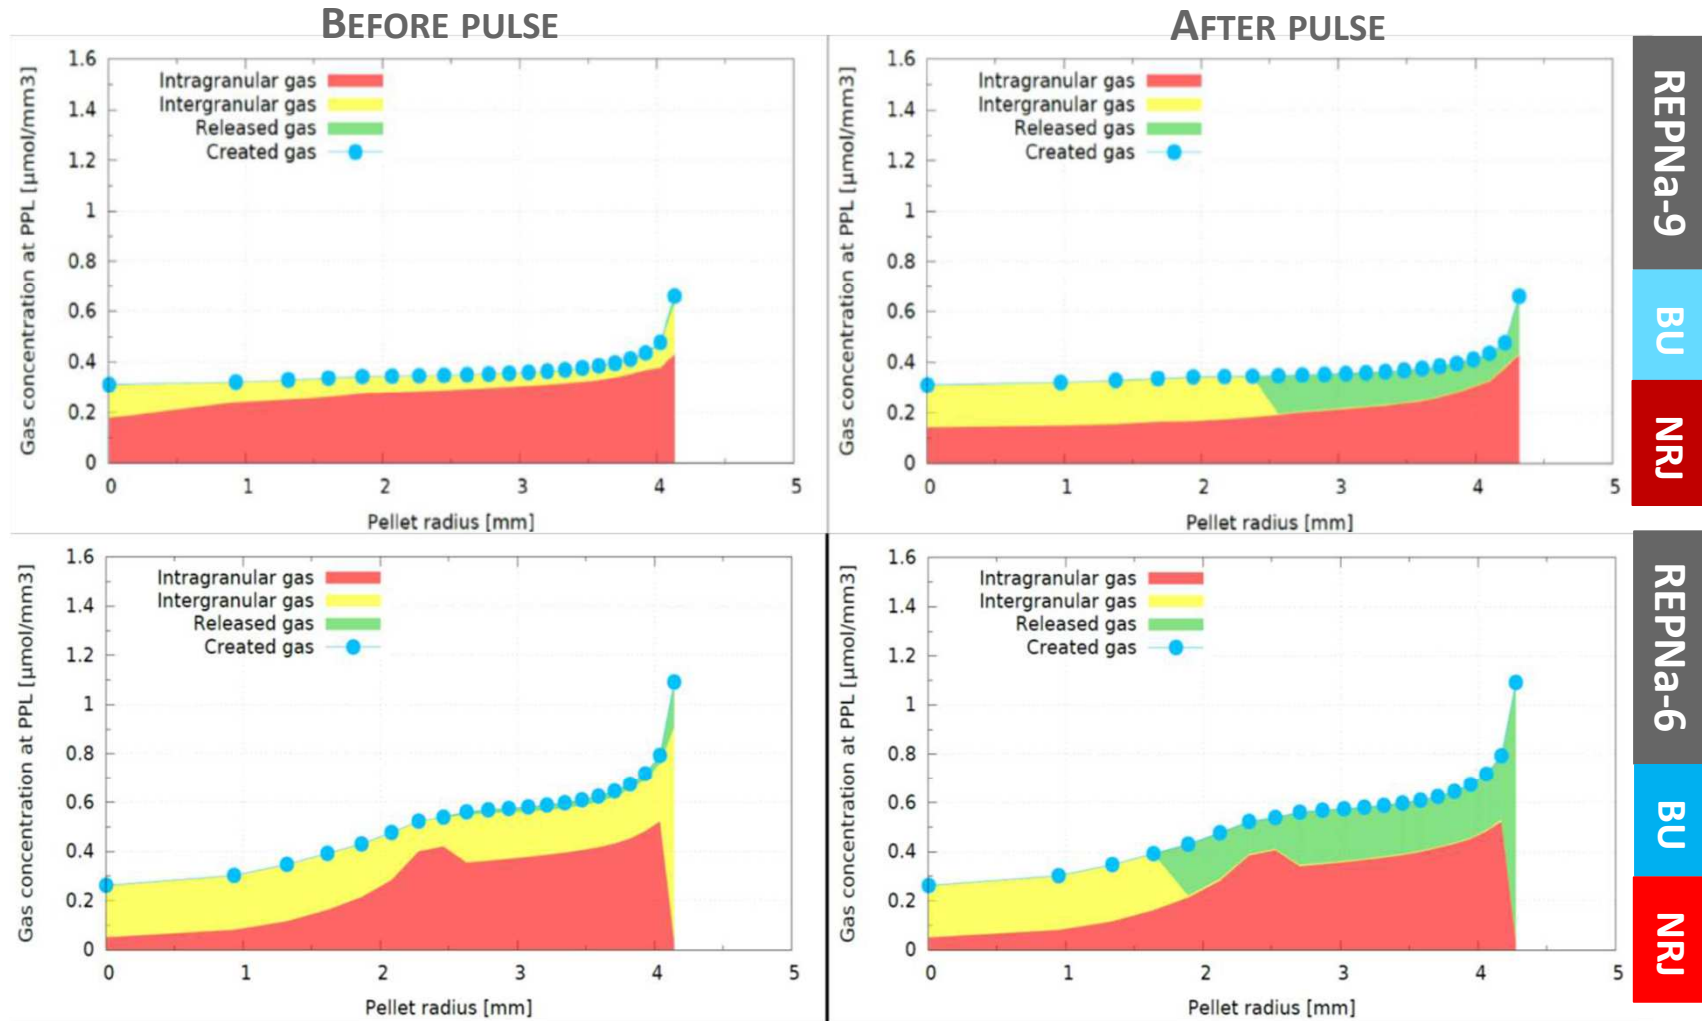 BEFORE PULSE
AFTER PULSE
Gas concentration at PPL [µmol/mm3]
1.6
1.4
1.2
1
0.8
0.6
0.4
0.2
0
Intragranular gas
Intergranular gas
Released gas
Created gas
0 1 2 3 4 5
Pellet radius [mm]
Gas concentration at PPL [µmol/mm3]
1.6
1.4
1.2
1
0.8
0.6
0.4
0.2
0
Intragranular gas
Intergranular gas
Released gas
Created gas
0 1 2 3 4 5
Pellet radius [mm]
REPNa-9
BU
NRJ
Gas concentration at PPL [µmol/mm3]
1.6
1.4
1.2
1
0.8
0.6
0.4
0.2
0
Intragranular gas
Intergranular gas
Released gas
Created gas
0 1 2 3 4 5
Pellet radius [mm]
Gas concentration at PPL [µmol/mm3]
1.6
1.4
1.2
1
0.8
0.6
0.4
0.2
0
Intragranular gas
Intergranular gas
Released gas
Created gas
0 1 2 3 4 5
Pellet radius [mm]
REPNa-6
BU
NRJ